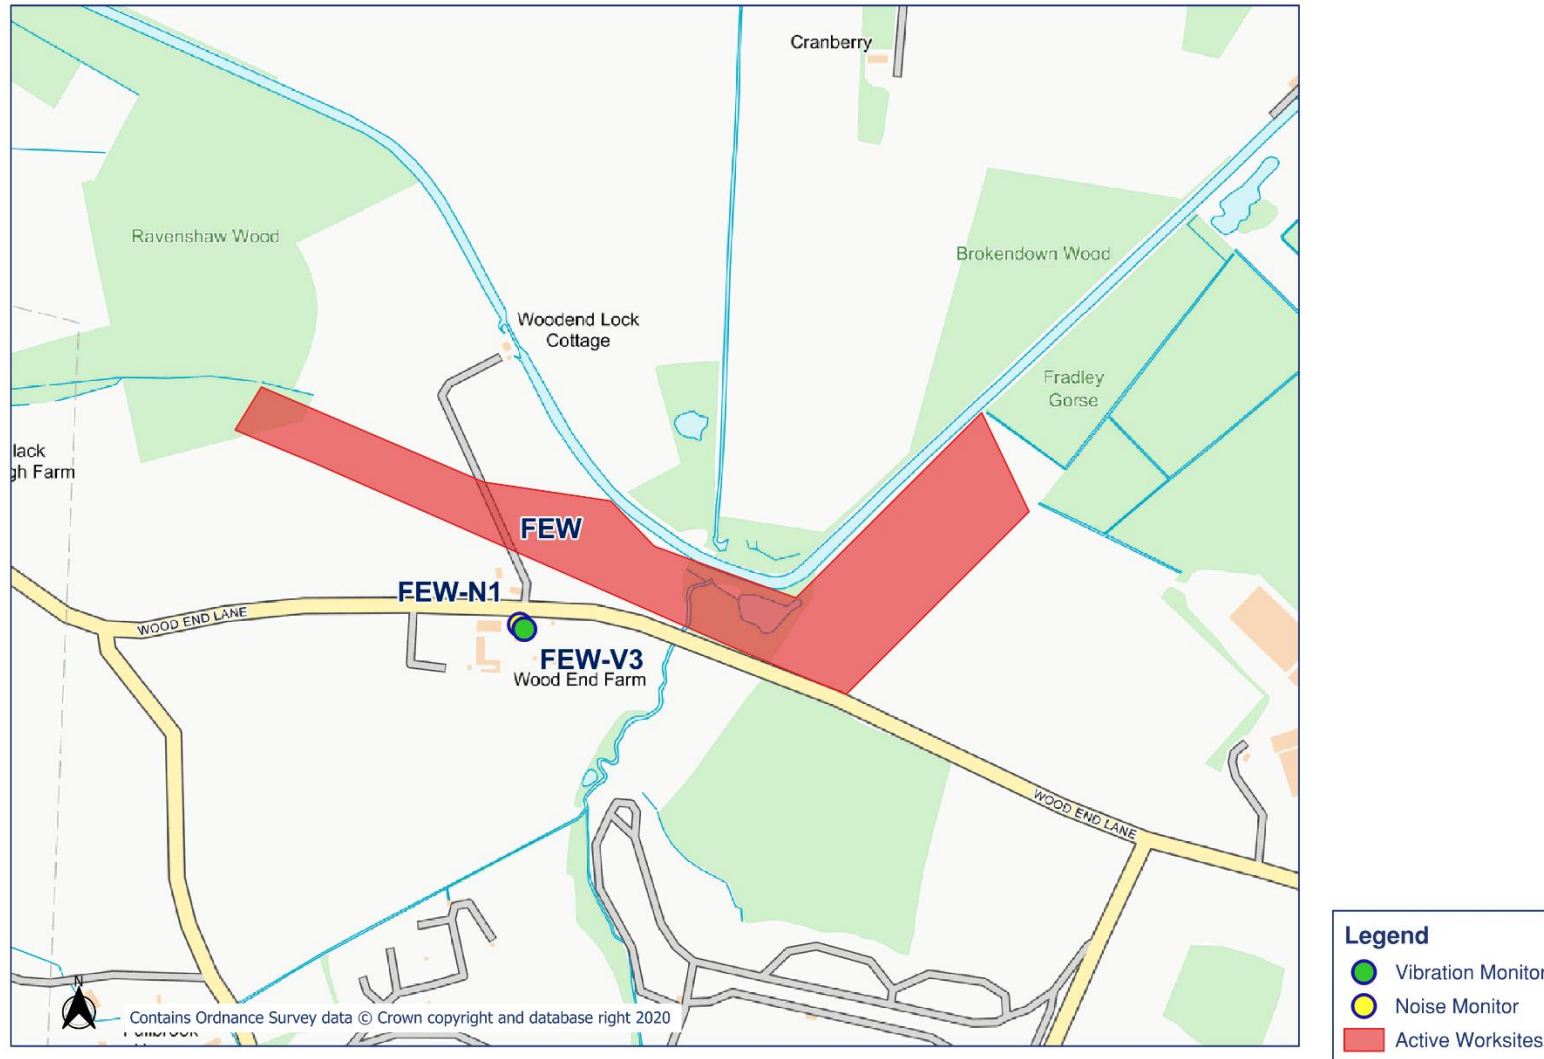 Cranberry
Ravenshaw Wood
Brokendown Wood
Woodend Lock
Cottage
Fradley
Gorse
lack
gh Farm
FEW
FEW-N1
WOOD END LANE
FEW-V3
Wood End Farm
WOOD END LANE
N
Contains Ordnance Survey data © Crown copyright and database right 2020
Legend
Vibration Monitor
Noise Monitor
Active Worksites